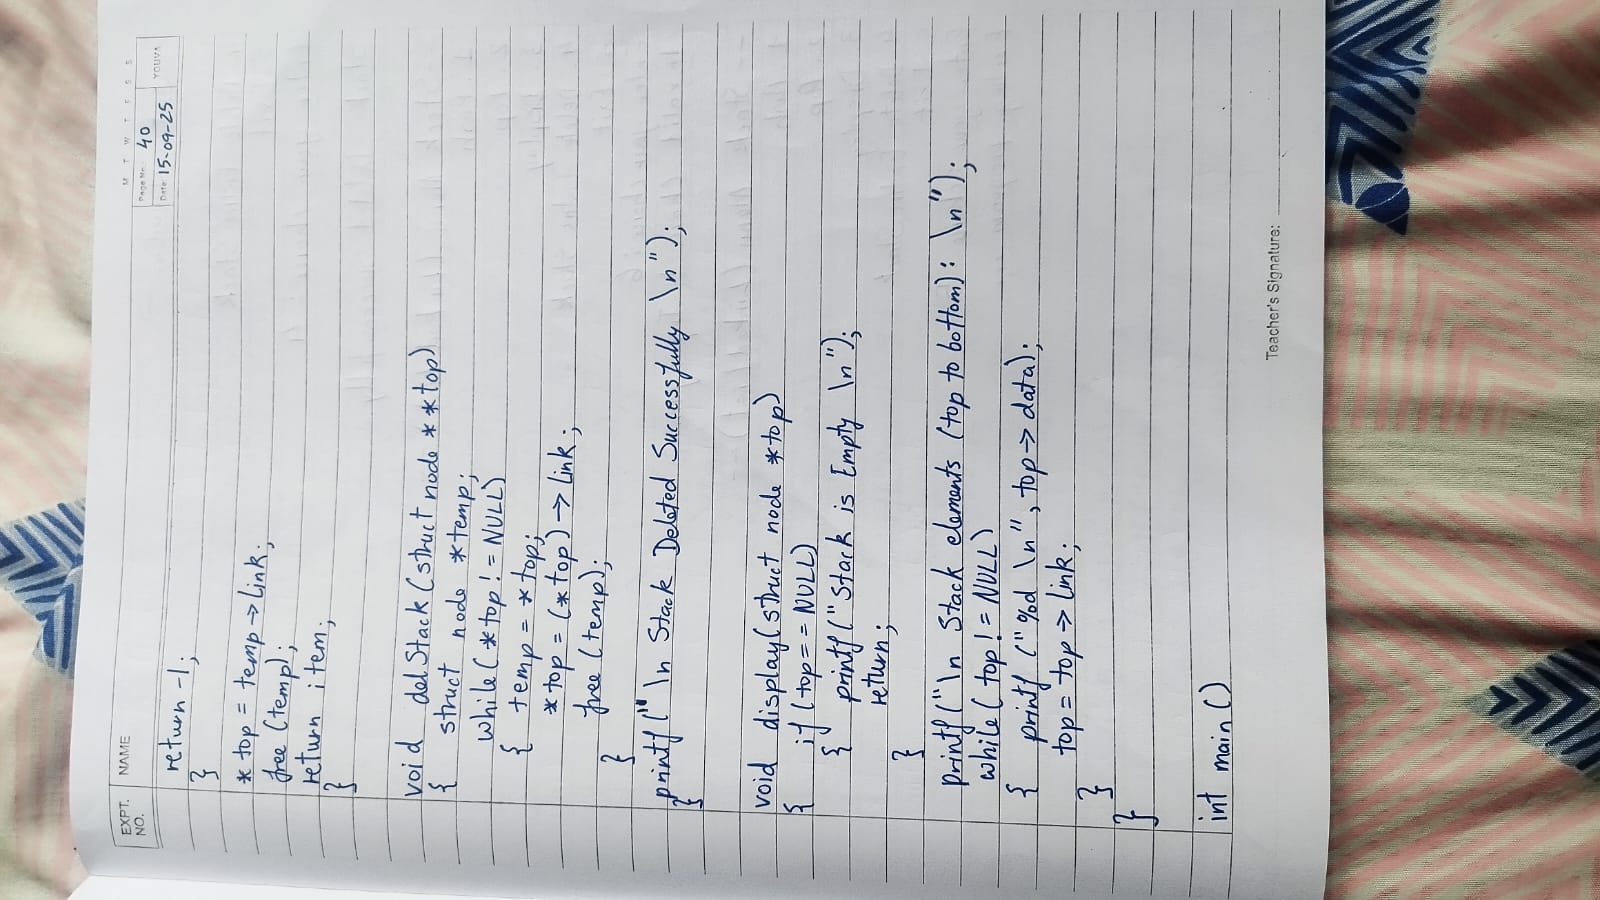 EXPT. NO. NAME
M T W T F S S
Page No.: 40
Date: 15-09-25
YOUVA
return -1;
}
* top = temp → link;
free (temp);
return item;
}
void delStack (struct node * * top)
{ struct node * temp;
while ( * top ! = NULL)
{ temp = * top;
* top = (* top) → link;
free (temp);
}
printf (" \n Stack Deleted Successfully \n");
}
void display (struct node * top)
{ if (top = = NULL)
{ printf ("Stack is Empty \n");
return;
}
printf ("\n Stack elements (top to bottom) : \n");
while ( top ! = NULL)
{ printf ("%d \n", top → data);
top = top → link;
}
}
int main ()
Teacher's Signature: